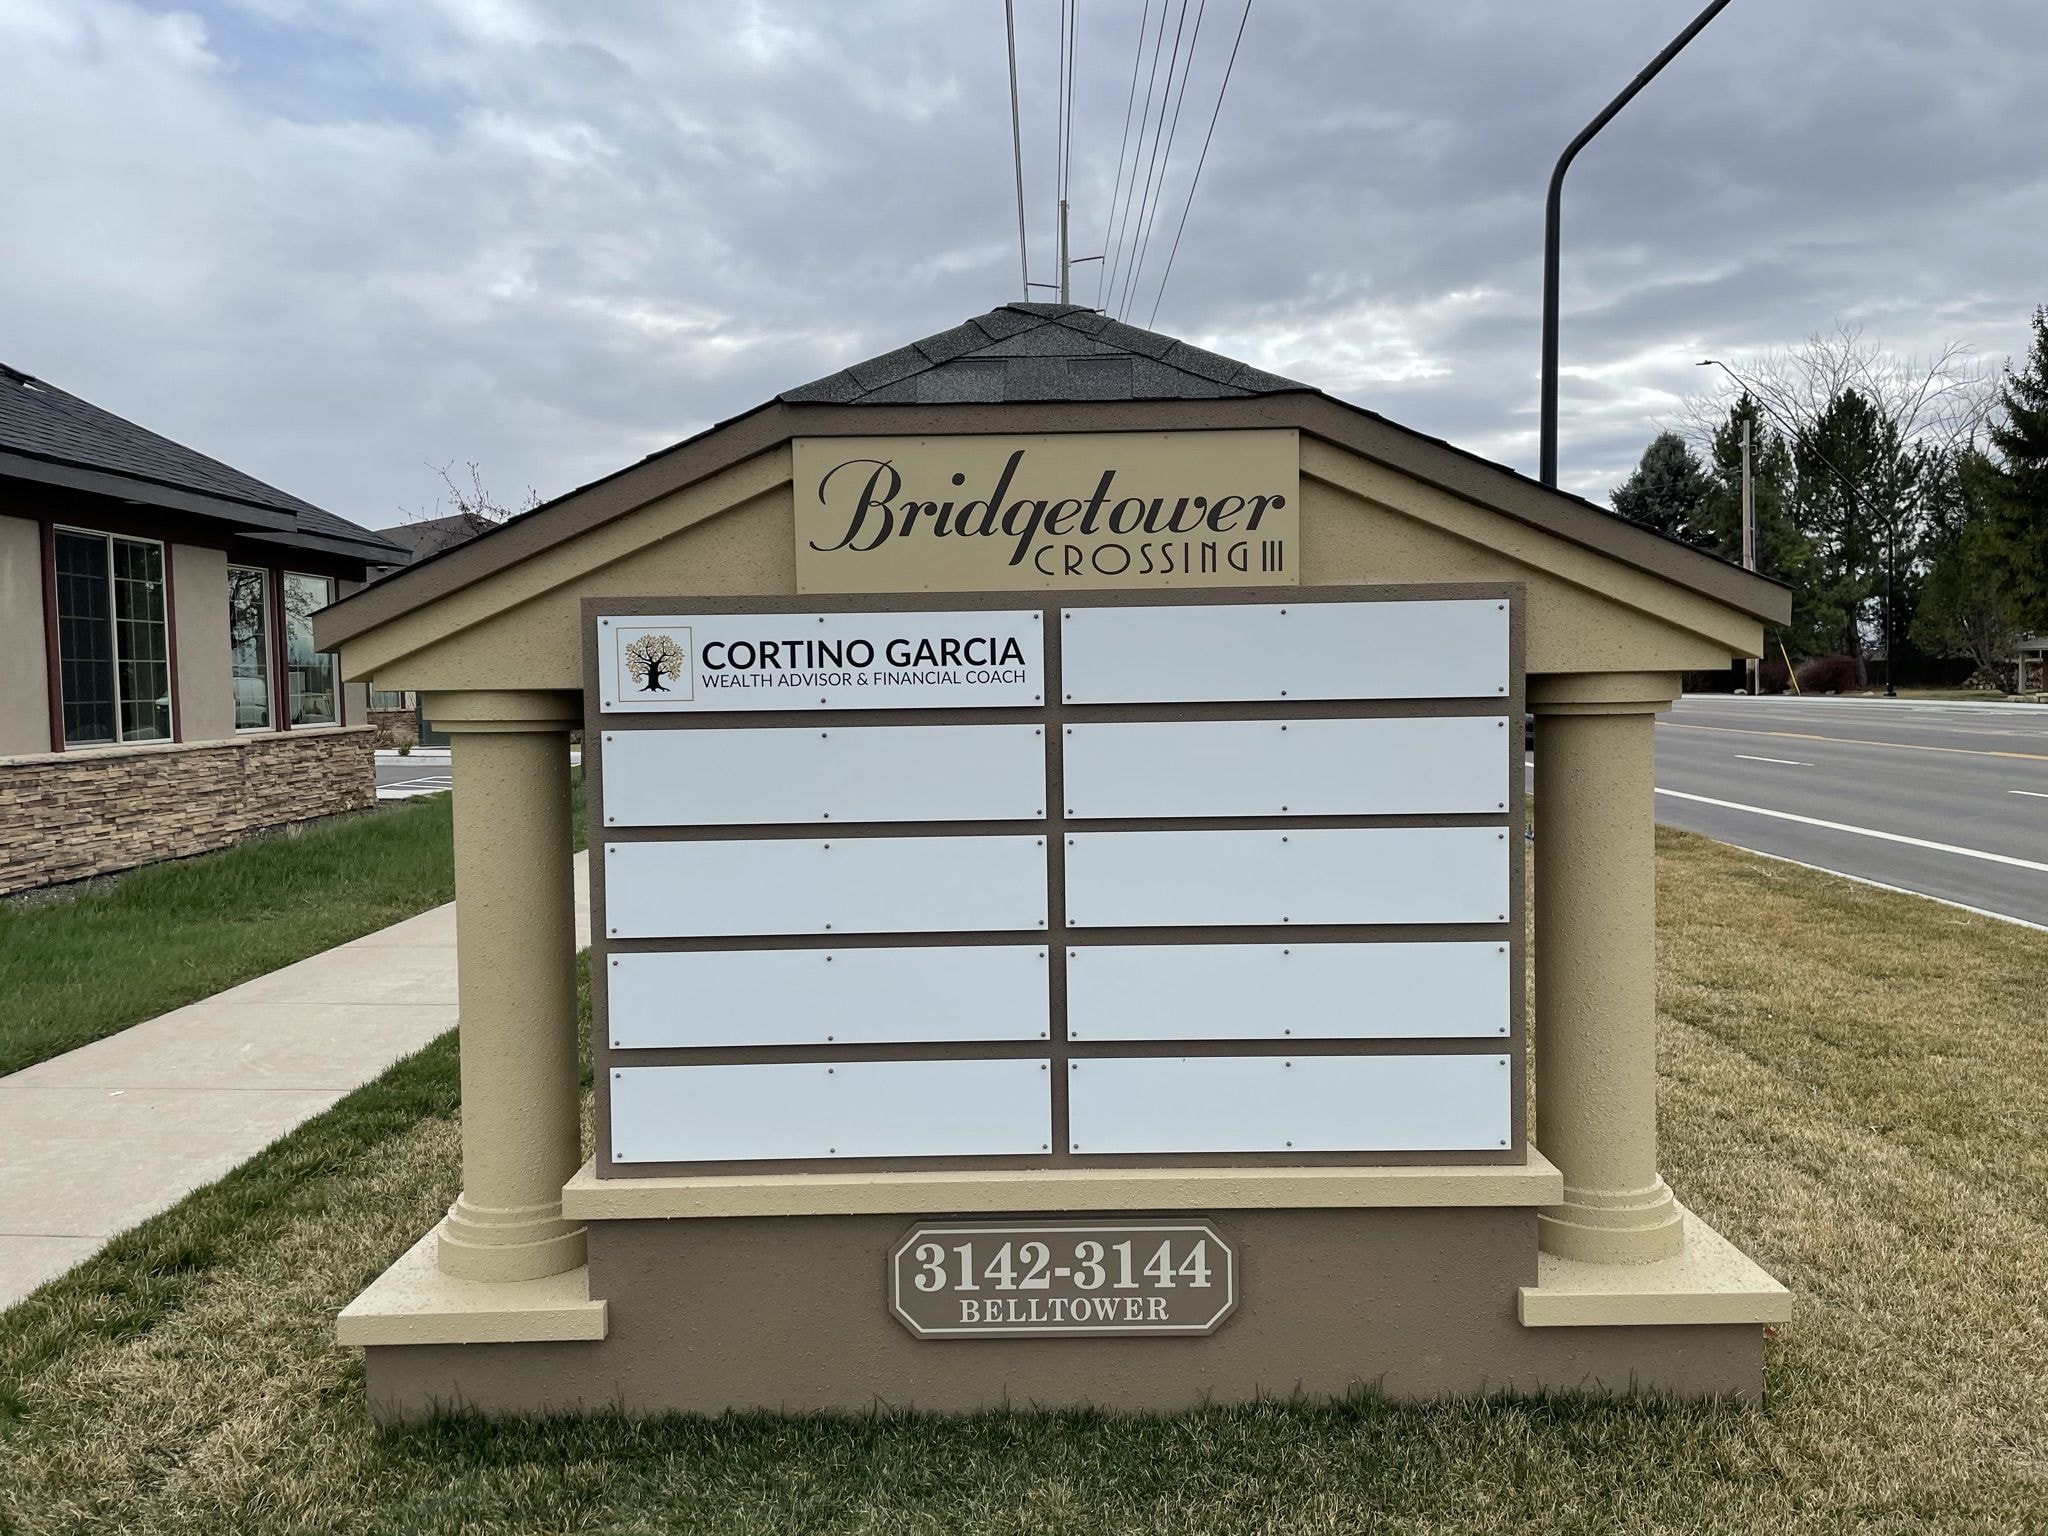 Bridgetower
CROSSING III
CORTINO GARCIA
WEALTH ADVISOR & FINANCIAL COACH
3142-3144
BELLTOWER